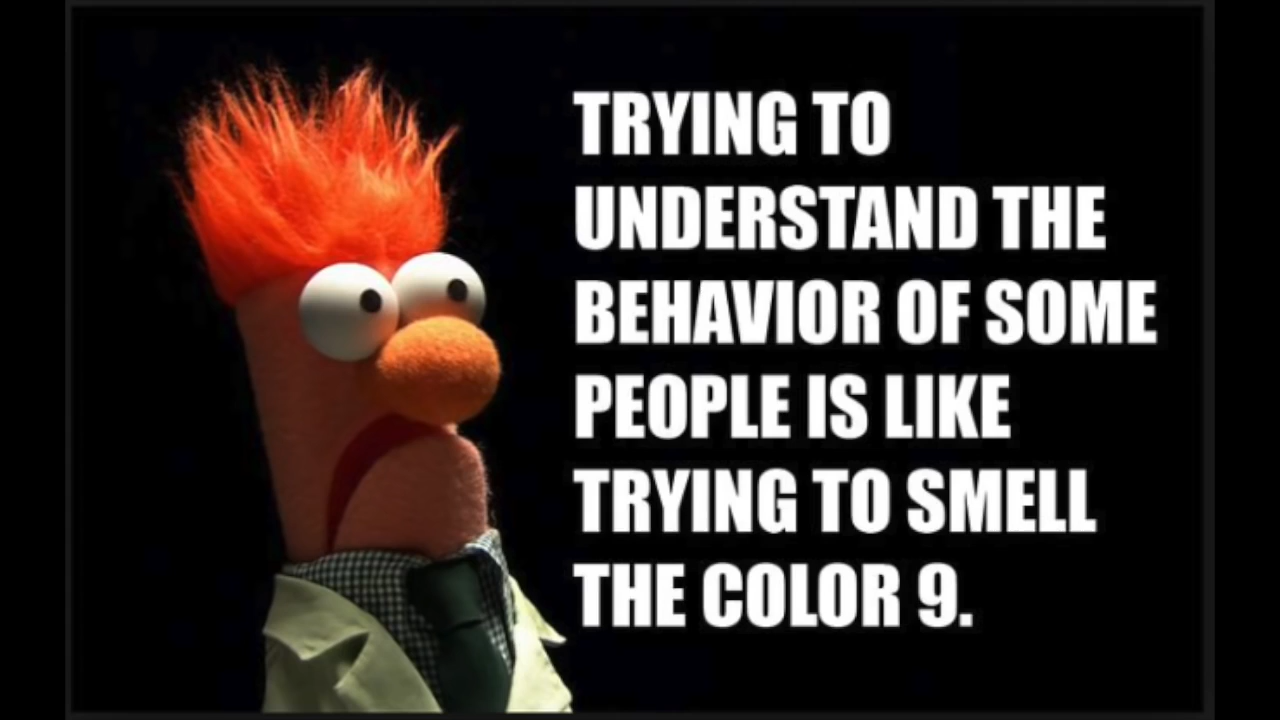 TRYING TO
UNDERSTAND THE
BEHAVIOR OF SOME
PEOPLE IS LIKE
TRYING TO SMELL
THE COLOR 9.